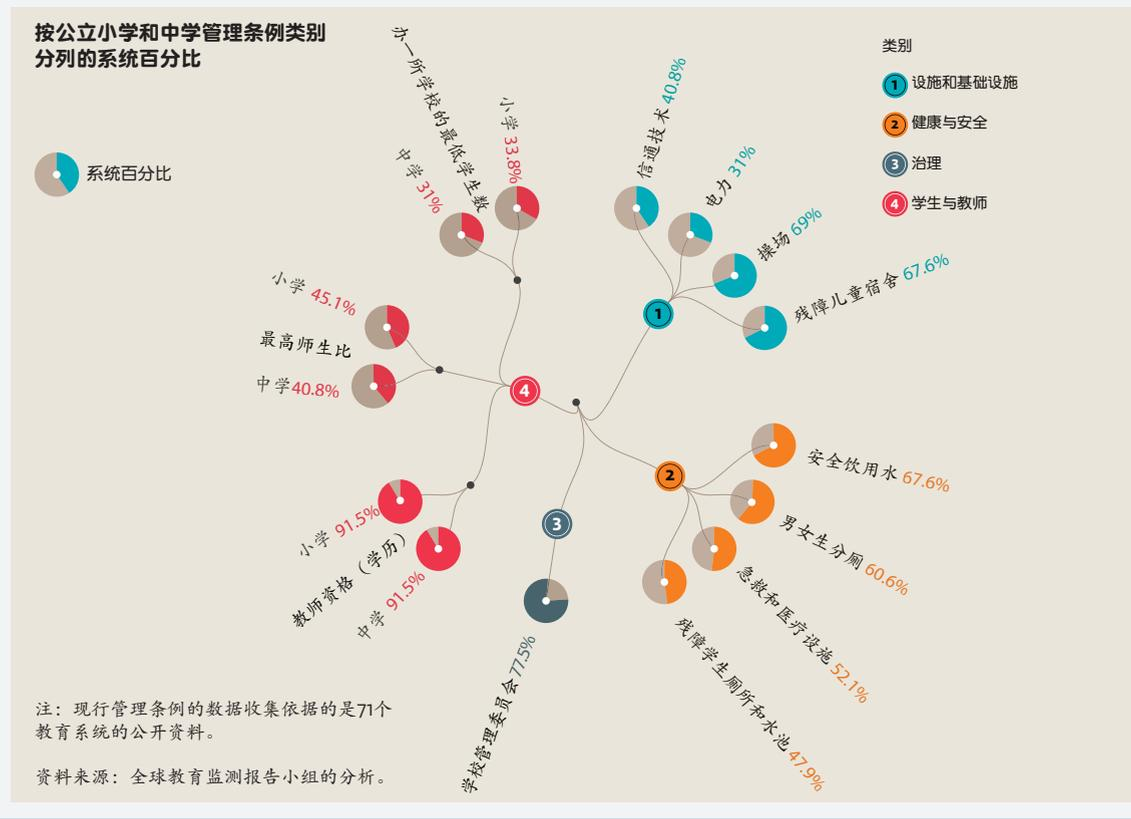 按公立小学和中学管理条例类别
分列的系统百分比
系统百分比
类别
1 设施和基础设施
2 健康与安全
3 治理
4 学生与教师
办一所学校的最低学生数
小学 33.8%
中学 31%
小学 45.1%
最高师生比
中学40.8%
小学 91.5%
教师资格（学历）
中学 91.5%
4
1
信通技术 40.8%
电力 31%
操场 69%
残障儿童宿舍 67.6%
2
安全饮用水 67.6%
男女生分厕 60.6%
急救和医疗设施 52.1%
残障学生厕所和水池 47.9%
3
学校管理委员会 77.5%
注：现行管理条例的数据收集依据的是71个
教育系统的公开资料。
资料来源：全球教育监测报告小组的分析。